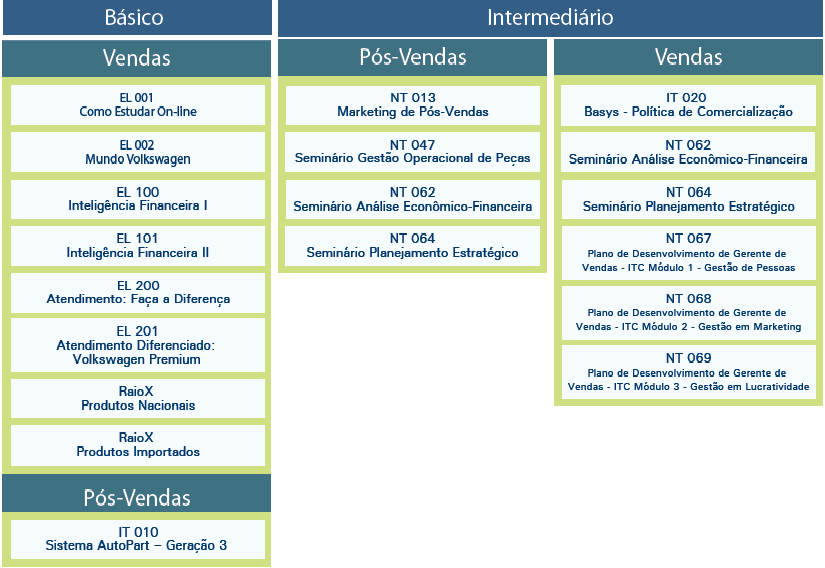 Básico
Vendas
EL 001
Como Estudar On-line
EL 002
Mundo Volkswagen
EL 100
Inteligência Financeira I
EL 101
Inteligência Financeira II
EL 200
Atendimento: Faça a Diferença
EL 201
Atendimento Diferenciado:
Volkswagen Premium
RaioX
Produtos Nacionais
RaioX
Produtos Importados
Pós-Vendas
IT 010
Sistema AutoPart – Geração 3
Intermediário
Pós-Vendas
NT 013
Marketing de Pós-Vendas
NT 047
Seminário Gestão Operacional de Peças
NT 062
Seminário Análise Econômico-Financeira
NT 064
Seminário Planejamento Estratégico
Vendas
IT 020
Basys - Política de Comercialização
NT 062
Seminário Análise Econômico-Financeira
NT 064
Seminário Planejamento Estratégico
NT 067
Plano de Desenvolvimento de Gerente de
Vendas - ITC Módulo 1 - Gestão de Pessoas
NT 068
Plano de Desenvolvimento de Gerente de
Vendas - ITC Módulo 2 - Gestão em Marketing
NT 069
Plano de Desenvolvimento de Gerente de
Vendas - ITC Módulo 3 - Gestão em Lucratividade